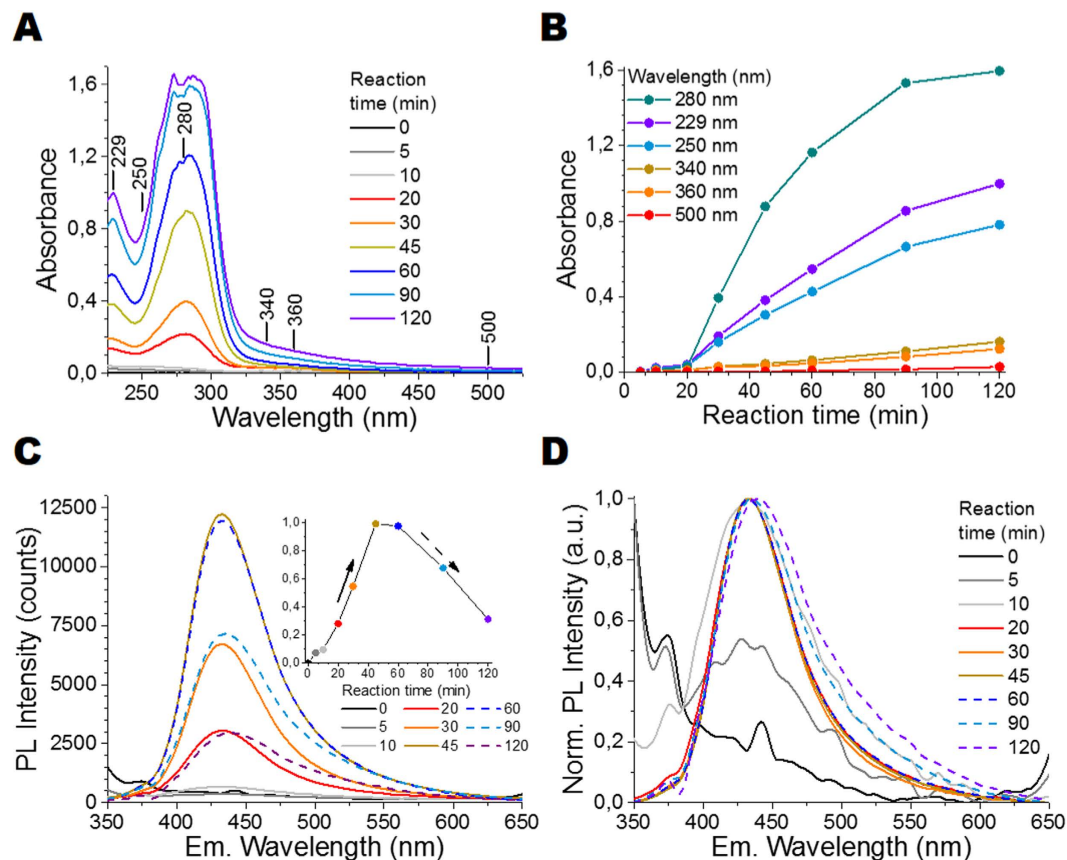 A
Absorbance
1,6
1,2
0,8
0,4
0,0
229
250
280
340
360
500
Reaction
time (min)
0
5
10
20
30
45
60
90
120
250 300 350 400 450 500
Wavelength (nm)
B
Absorbance
1,6
1,2
0,8
0,4
0,0
Wavelength (nm)
280 nm
229 nm
250 nm
340 nm
360 nm
500 nm
0 20 40 60 80 100 120
Reaction time (min)
C
PL Intensity (counts)
12500
10000
7500
5000
2500
0
1,0
0,8
0,6
0,4
0,2
0,0
0 20 40 60 80 100 120
Reaction time (min)
0 20 60
5 30 90
10 45 120
350 400 450 500 550 600 650
Em. Wavelength (nm)
D
Norm. PL Intensity (a.u.)
1,0
0,8
0,6
0,4
0,2
0,0
Reaction
time (min)
0
5
10
20
30
45
60
90
120
350 400 450 500 550 600 650
Em. Wavelength (nm)